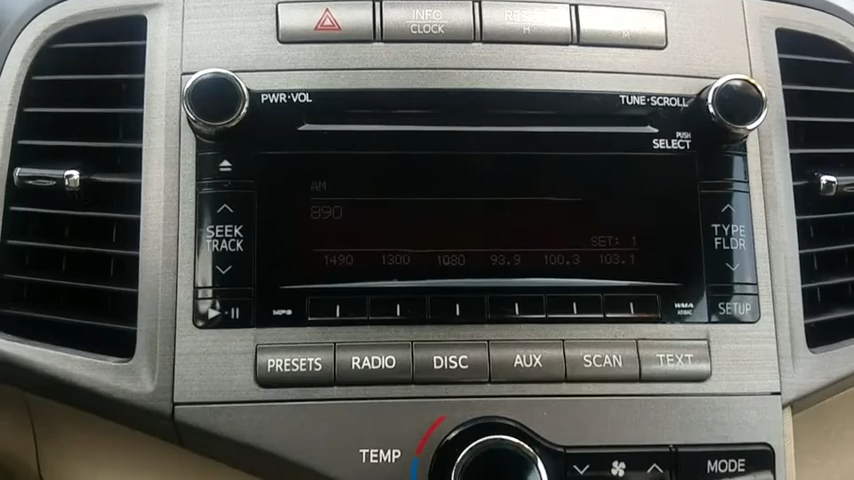 INFO
CLOCK
RESET
H
M
PWR·VOL
TUNE·SCROLL
PUSH
SELECT
SEEK
TRACK
AM
890
SET: 1
1490 1300 1080 93.9 100.3 103.1
TYPE
FLDR
MP3
WMA
SETUP
PRESETS RADIO DISC AUX SCAN TEXT
TEMP
MODE